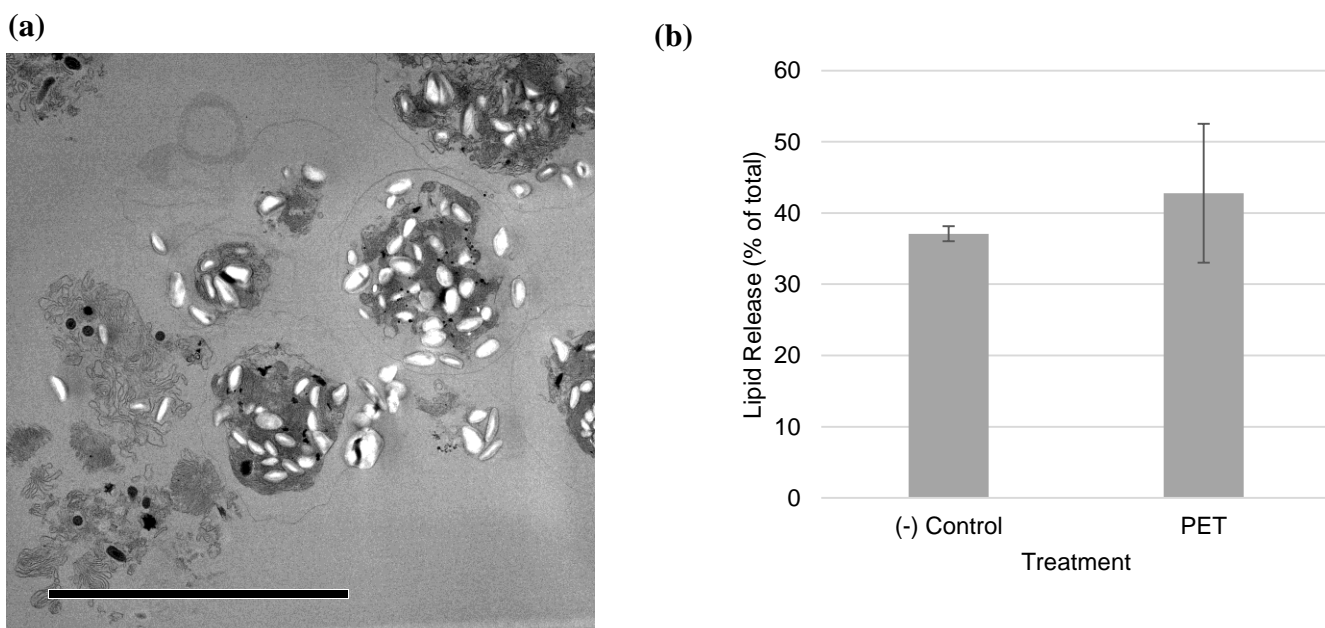 (a)
(b)
Lipid Release (% of total)
60
50
40
30
20
10
0
(-) Control
PET
Treatment